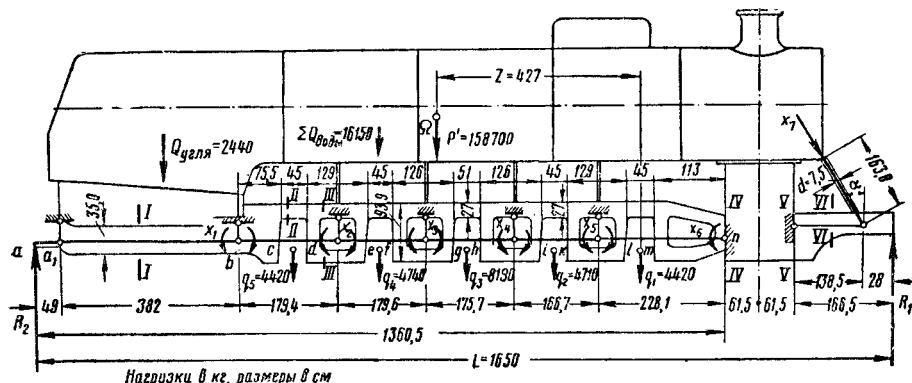 Z=427
Qугля=2440
ΣQводы=16150
P'=158700
x₇
163,0
d=7,5
α
75,5 45 129 45 126 51 126 45 129 45 113
I II III IV V VI
35,0
93,9
27
27
a
a₁
x₁
b
c
d
x₂
e
f
x₃
g
h
x₄
i
k
x₅
l
m
x₆
n
I II III IV V VI
q₅=4420
q₄=4740
q₃=8190
q₂=4710
q₁=4420
R₂
49 382 179,4 179,6 175,7 166,7 228,1 61,5 61,5 166,5
138,5 28
R₁
1360,5
L=1650
Нагрузки в кг, размеры в см